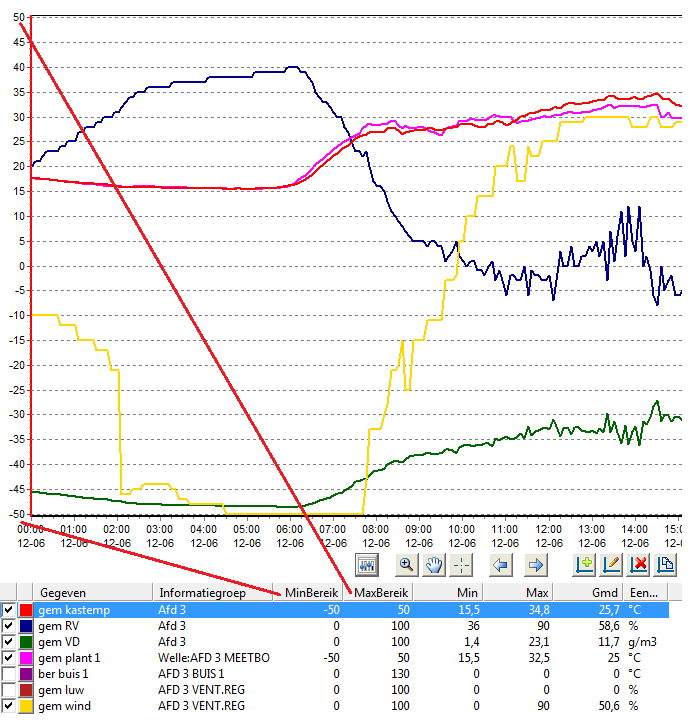 50
45
40
35
30
25
20
15
10
5
0
-5
-10
-15
-20
-25
-30
-35
-40
-45
-50
00:00 01:00 02:00 03:00 04:00 05:00 06:00 07:00 08:00 09:00 10:00 11:00 12:00 13:00 14:00 15:0
12-06 12-06 12-06 12-06 12-06 12-06 12-06 12-06 12-06 12-06 12-06 12-06 12-06 12-06 12-06 12-0
Gegeven Informatiegroep MinBereik MaxBereik Min Max Gmd Een...
gem kastemp Afd 3 -50 50 15,5 34,8 25,7 °C
gem RV Afd 3 0 100 36 90 58,6 %
gem VD Afd 3 0 100 1,4 23,1 11,7 g/m3
gem plant 1 Welle:AFD 3 MEETBO -50 50 15,5 32,5 25 °C
ber buis 1 AFD 3 BUIS 1 0 130 0 0 0 °C
gem luw AFD 3 VENT.REG 0 100 0 0 0 %
gem wind AFD 3 VENT.REG 0 100 0 90 50,6 %